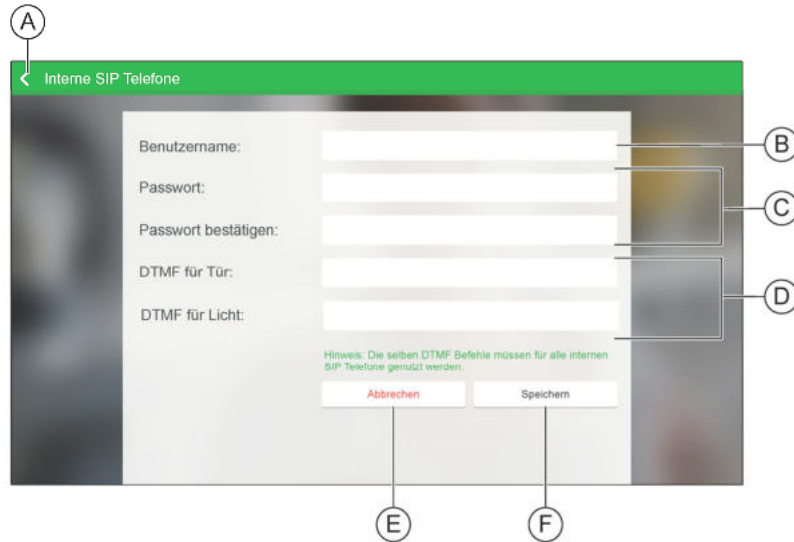 A
Interne SIP Telefone
Benutzername:
B
Passwort:
C
Passwort bestätigen:
DTMF für Tür:
D
DTMF für Licht:
Hinweis: Die selben DTMF Befehle müssen für alle internen
SIP Telefone genutzt werden.
Abbrechen
Speichern
E
F